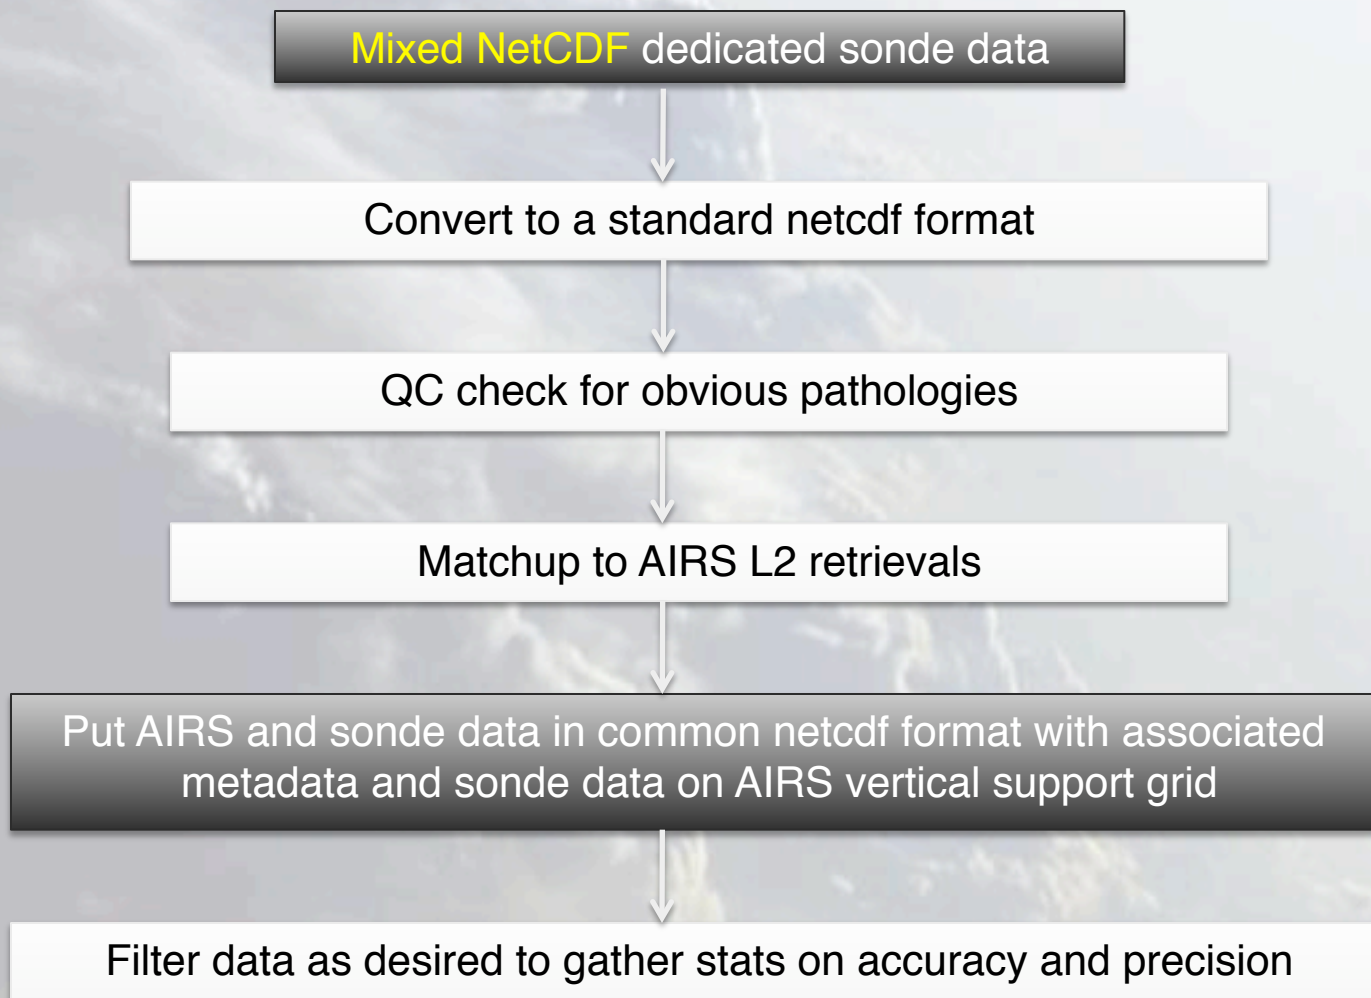 Mixed NetCDF dedicated sonde data
Convert to a standard netcdf format
QC check for obvious pathologies
Matchup to AIRS L2 retrievals
Put AIRS and sonde data in common netcdf format with associated
metadata and sonde data on AIRS vertical support grid
Filter data as desired to gather stats on accuracy and precision